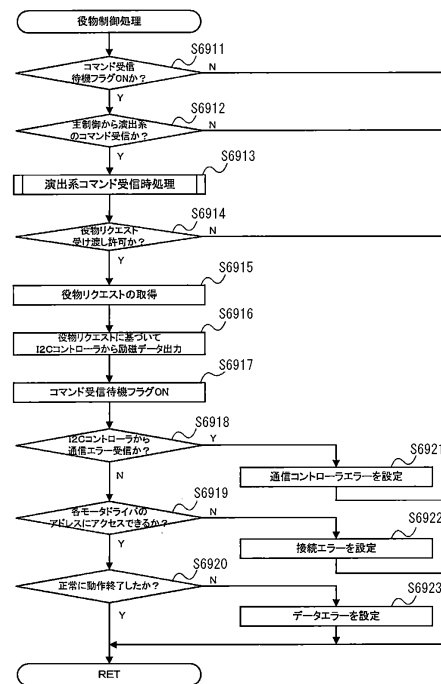 役物制御処理
S6911
コマンド受信
待機フラグONか？
N
Y
S6912
主制御から演出系
のコマンド受信か？
N
Y
S6913
演出系コマンド受信時処理
S6914
役物リクエスト
受け渡し許可か？
N
Y
S6915
役物リクエストの取得
S6916
役物リクエストに基づいて
I2Cコントローラから励磁データ出力
S6917
コマンド受信待機フラグON
S6918
I2Cコントローラから
通信エラー受信か？
Y
N
S6921
通信コントローラエラーを設定
S6919
各モータドライバの
アドレスにアクセスできるか？
N
Y
S6922
接続エラーを設定
S6920
正常に動作終了したか？
N
Y
S6923
データエラーを設定
RET